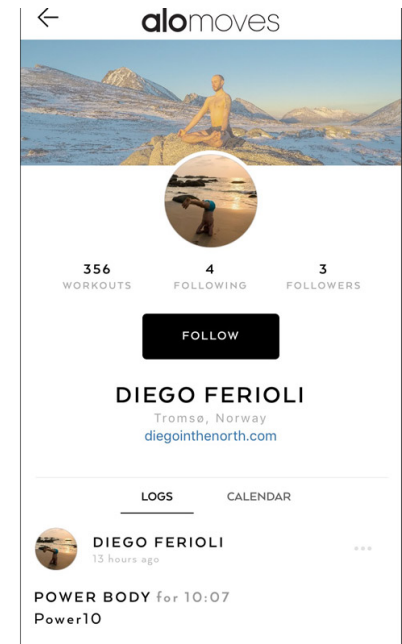 alomoves
356
4
3
WORKOUTS
FOLLOWING
FOLLOWERS
FOLLOW
DIEGO FERIOLI
Tromsø, Norway
diegointhenorth.com
LOGS
CALENDAR
DIEGO FERIOLI
13 hours ago
POWER BODY for 10:07
Power10